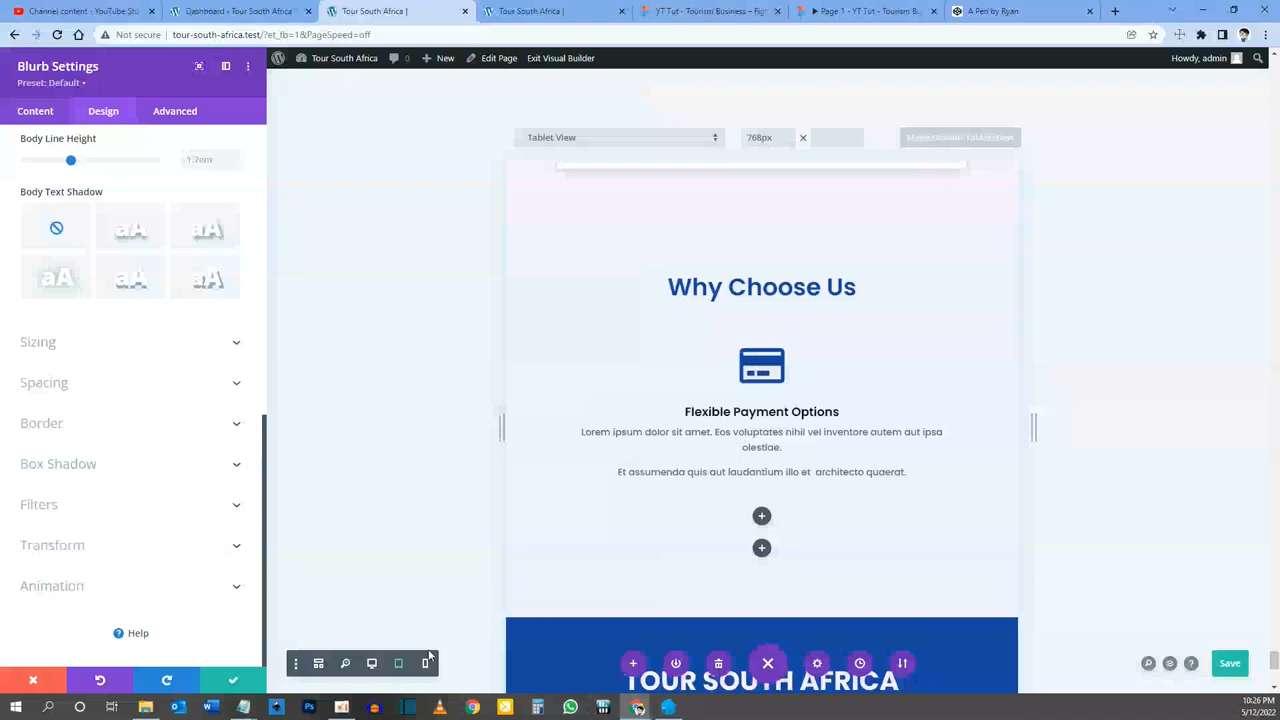 Content Studio - YouTube
Dashboard ‹ Tour South Africa
Tour South Africa |
Tour South Africa |
YT Tut - Tourism Business – Fig
Page 1 - YT Tut - Tourism B
A Pen by Ryan
Not secure | tour-south-africa.test/?et_fb=1&PageSpeed=off
Tour South Africa 0 New Edit Page Exit Visual Builder Howdy, admin
Blurb Settings
Preset: Default
Content Design Advanced
Body Line Height
1.7em
Body Text Shadow
aA aA
aA aA aA
Sizing
Spacing
Border
Box Shadow
Filters
Transform
Animation
Help
Tablet View 768px
Why Choose Us
Flexible Payment Options
Lorem ipsum dolor sit amet. Eos voluptates nihil vel inventore autem aut ipsa
olestiae.
Et assumenda quis aut laudantium illo et architecto quaerat.
TOUR SOUTH AFRICA
Save
10:26 PM
5/12/2022